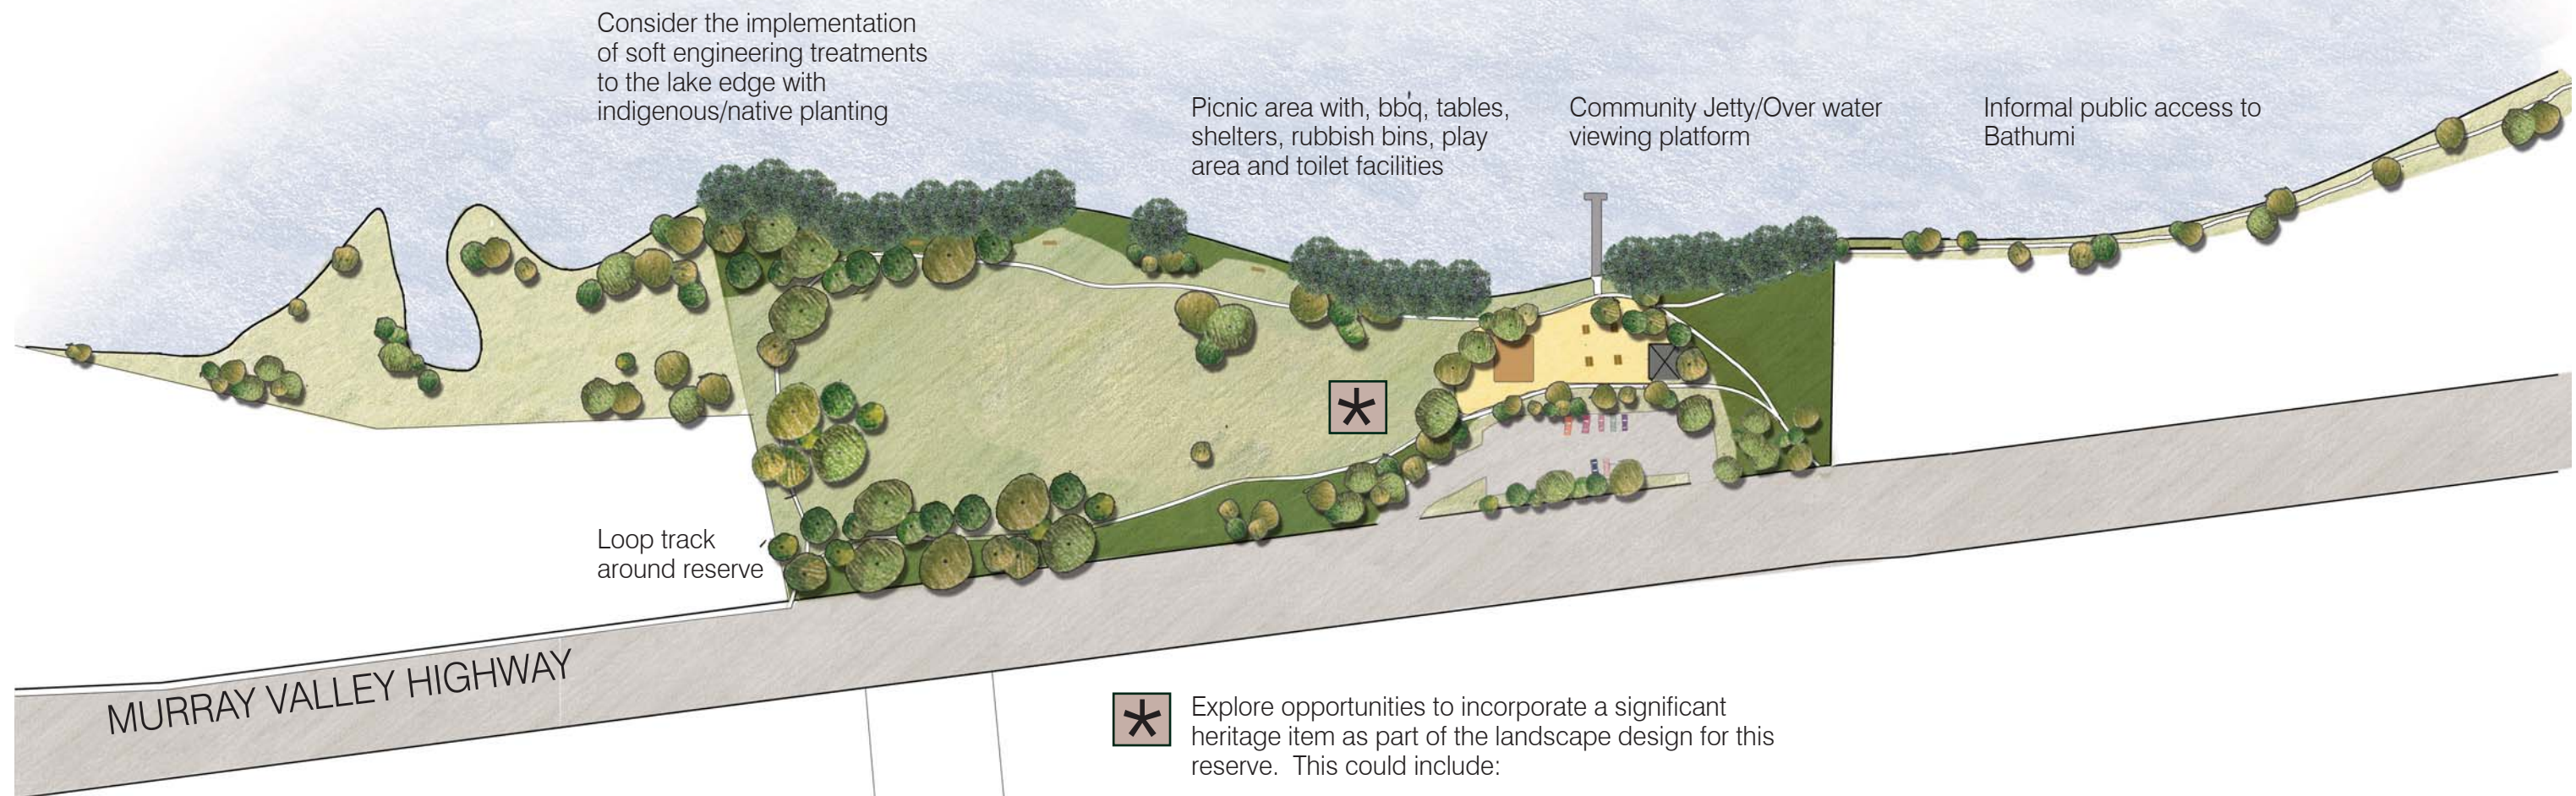 Consider the implementation
of soft engineering treatments
to the lake edge with
indigenous/native planting
Picnic area with, bbq, tables,
shelters, rubbish bins, play
area and toilet facilities
Community Jetty/Over water
viewing platform
Informal public access to
Bathumi
Loop track
around reserve
MURRAY VALLEY HIGHWAY
* Explore opportunities to incorporate a significant
heritage item as part of the landscape design for this
reserve.  This could include: